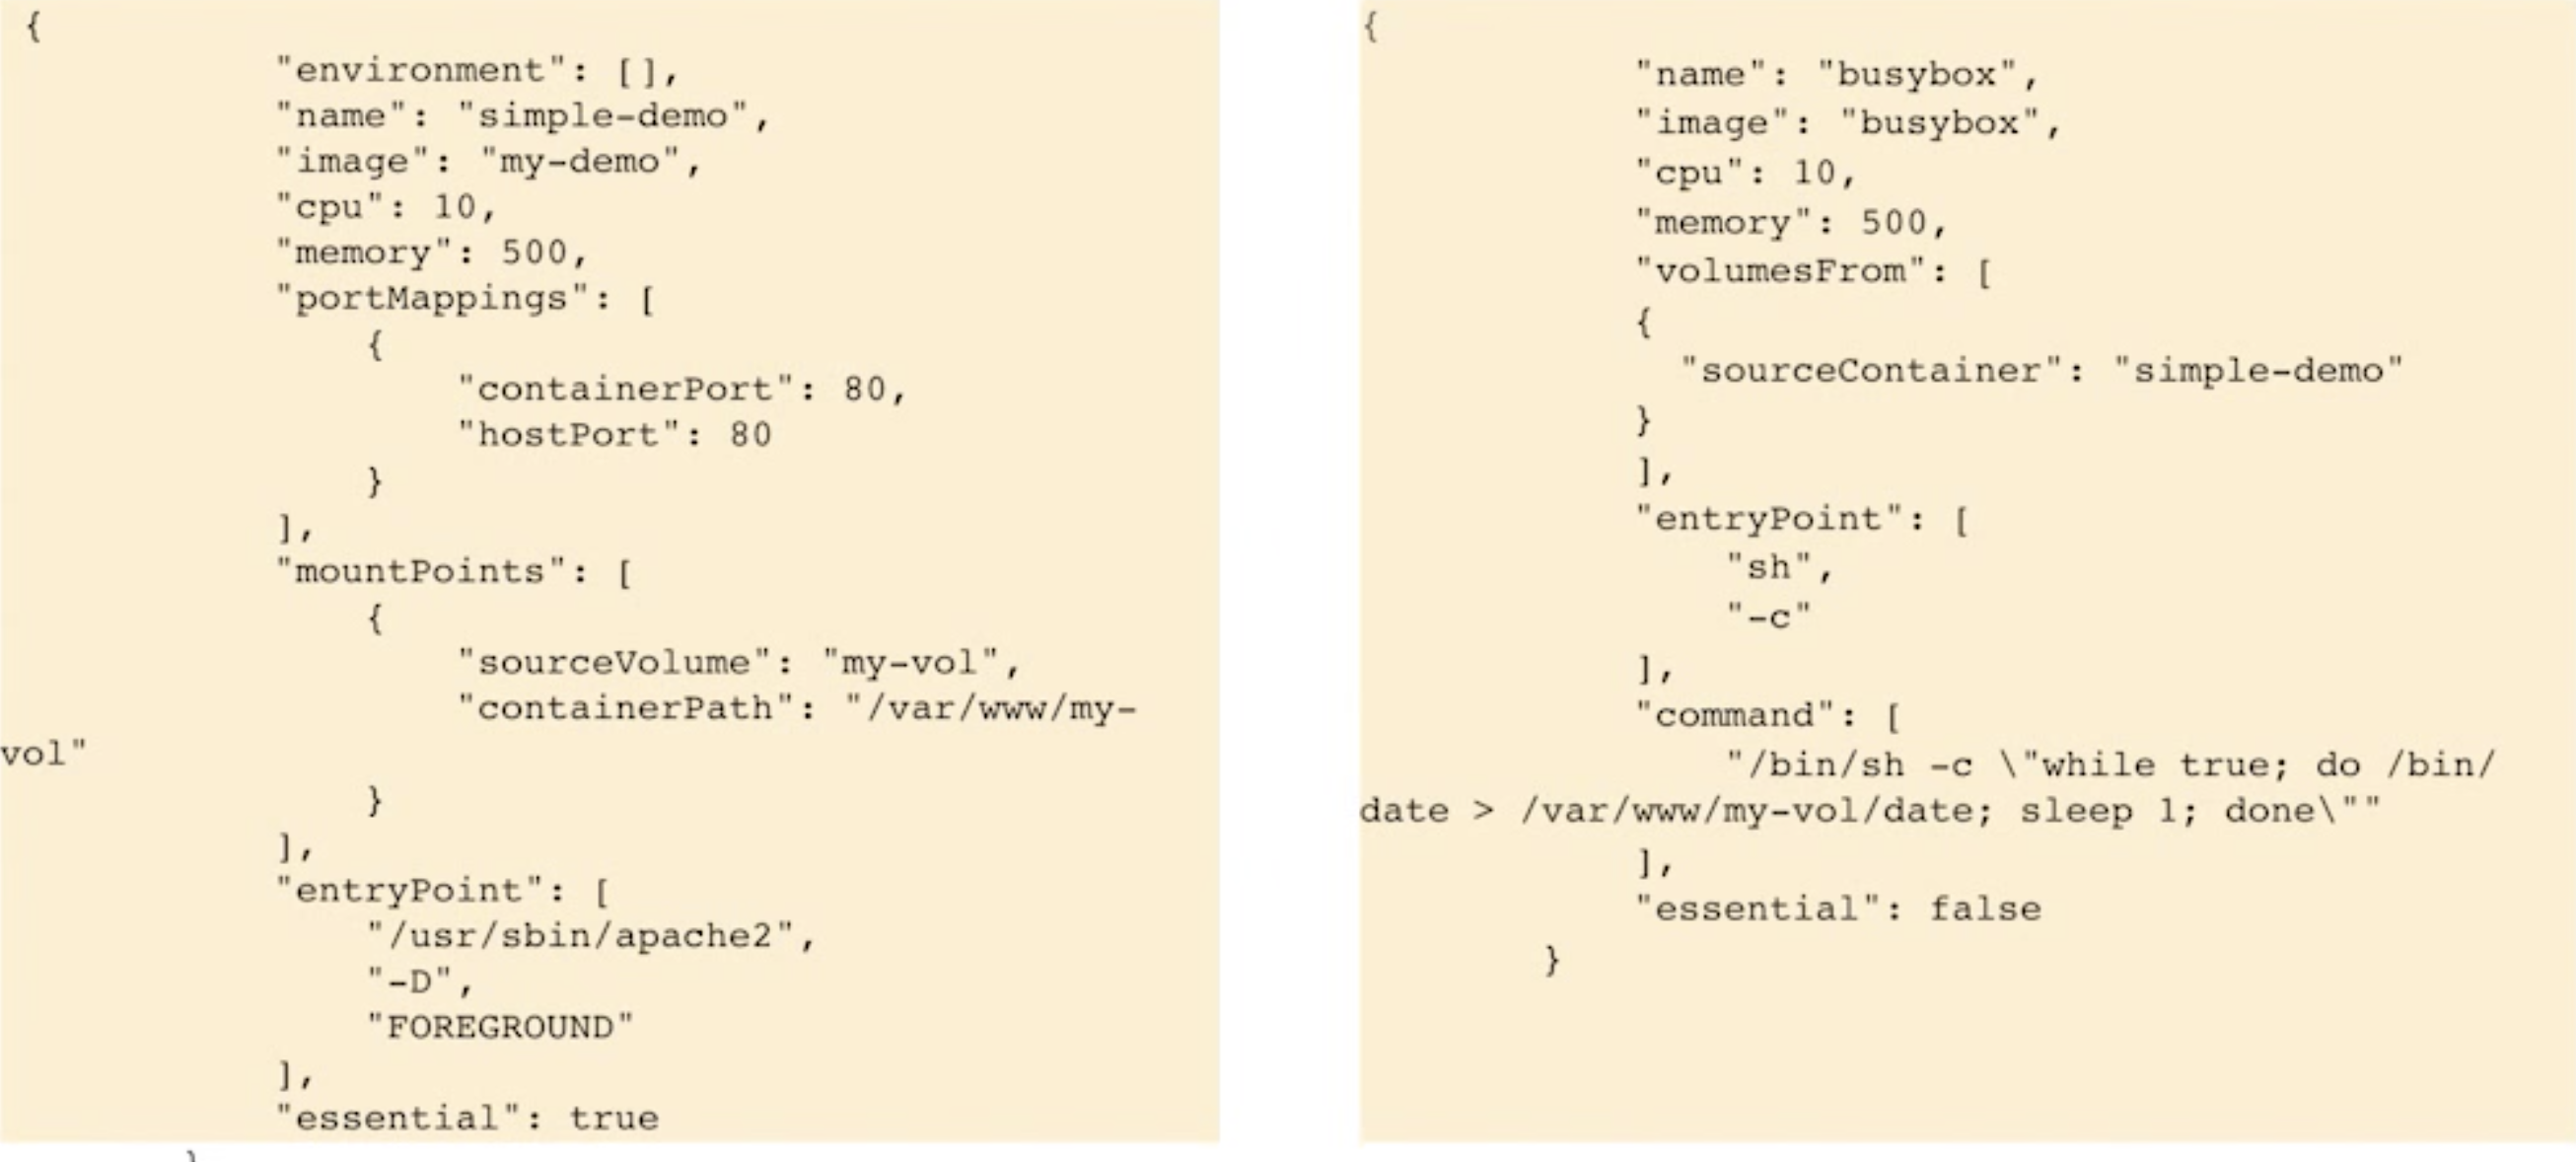 {
"environment": [],
"name": "simple-demo",
"image": "my-demo",
"cpu": 10,
"memory": 500,
"portMappings": [
{
"containerPort": 80,
"hostPort": 80
}
],
"mountPoints": [
{
"sourceVolume": "my-vol",
"containerPath": "/var/www/my-
vol"
}
],
"entryPoint": [
"/usr/sbin/apache2",
"-D",
"FOREGROUND"
],
"essential": true
}
{
"name": "busybox",
"image": "busybox",
"cpu": 10,
"memory": 500,
"volumesFrom": [
{
"sourceContainer": "simple-demo"
}
],
"entryPoint": [
"sh",
"-c"
],
"command": [
"/bin/sh -c \"while true; do /bin/
date > /var/www/my-vol/date; sleep 1; done\""
],
"essential": false
}